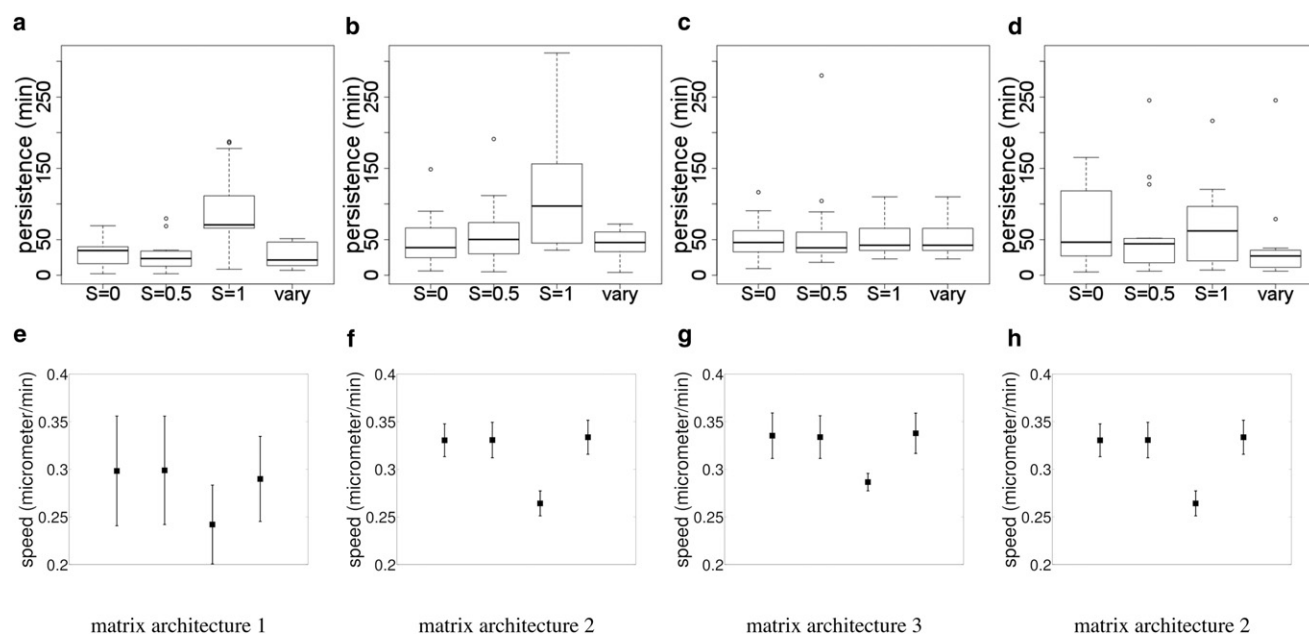 a b c d
persistence (min) persistence (min) persistence (min) persistence (min)
250 250 250 250
150 150 150 150
50 50 50 50
0 0 0 0
S=0 S=0.5 S=1 vary S=0 S=0.5 S=1 vary S=0 S=0.5 S=1 vary S=0 S=0.5 S=1 vary
e f g h
speed (micrometer/min) speed (micrometer/min) speed (micrometer/min) speed (micrometer/min)
0.4 0.4 0.4 0.4
0.35 0.35 0.35 0.35
0.3 0.3 0.3 0.3
0.25 0.25 0.25 0.25
0.2 0.2 0.2 0.2
matrix architecture 1 matrix architecture 2 matrix architecture 3 matrix architecture 2